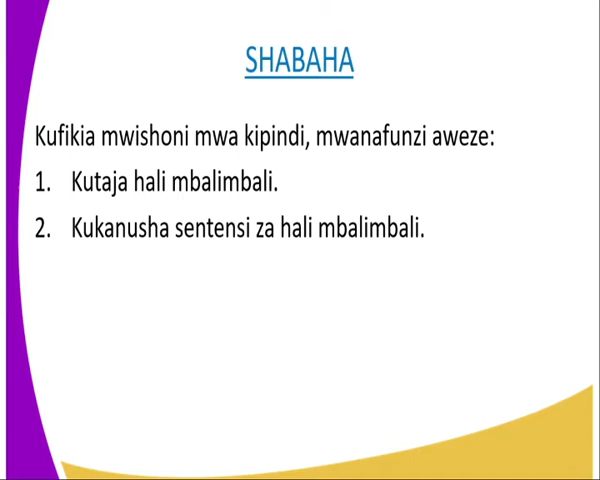 SHABAHA
Kufikia mwishoni mwa kipindi, mwanafunzi aweze:
1. Kutaja hali mbalimbali.
2. Kukanusha sentensi za hali mbalimbali.